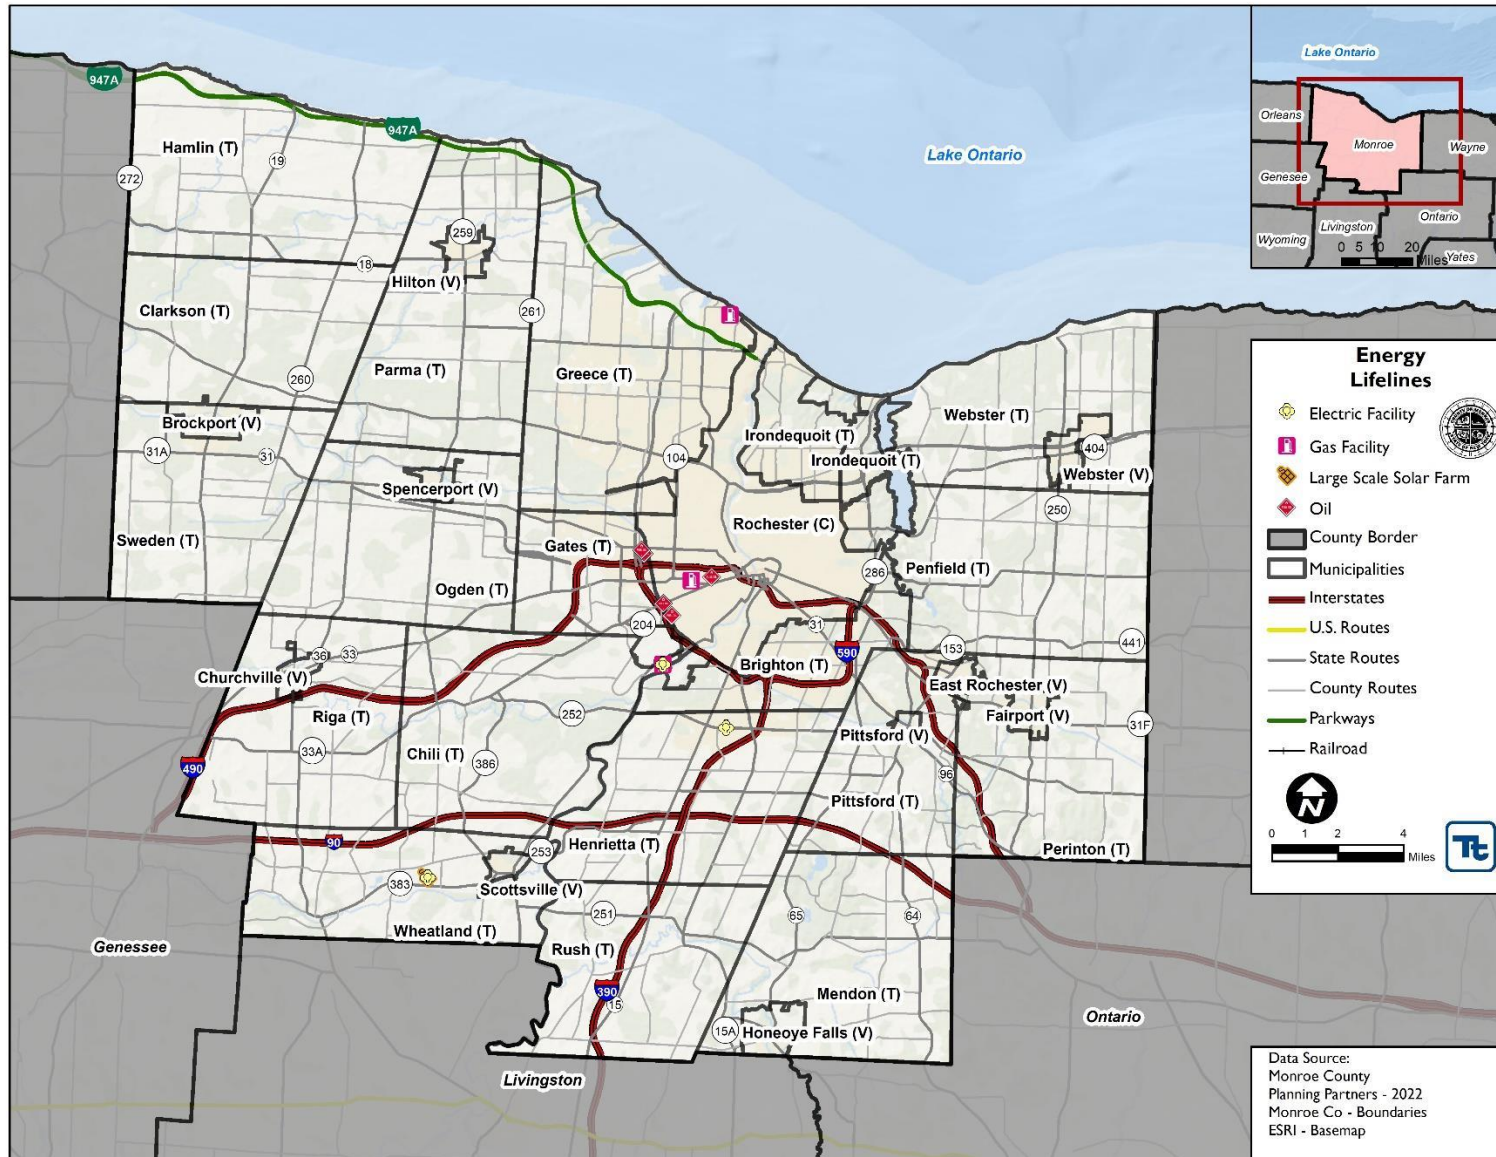 947A
947A
Hamlin (T)
19
272
259
18
Hilton (V)
Clarkson (T)
261
Lake Ontario
Parma (T)
Greece (T)
260
Brockport (V)
31A
31
104
Irondequoit (T)
Irondequoit (T)
Webster (T)
404
Webster (V)
Spencerport (V)
250
Rochester (C)
Sweden (T)
Gates (T)
Ogden (T)
286
Penfield (T)
204
31
590
153
441
36
33
Churchville (V)
Brighton (T)
East Rochester (V)
Riga (T)
252
Fairport (V)
31F
Pittsford (V)
33A
Chili (T)
386
490
96
Pittsford (T)
90
253
Henrietta (T)
Perinton (T)
383
Scottsville (V)
Wheatland (T)
251
65
64
Genessee
Rush (T)
390
15
Mendon (T)
15A
Honeoye Falls (V)
Ontario
Livingston
Lake Ontario
Orleans
Monroe
Wayne
Genesee
Ontario
Livingston
Wyoming
0 5 10 20
Miles
Yates
Energy
Lifelines
Electric Facility
Gas Facility
Large Scale Solar Farm
Oil
County Border
Municipalities
Interstates
U.S. Routes
State Routes
County Routes
Parkways
Railroad
N
0 1 2 4
Miles
Tt
Data Source:
Monroe County
Planning Partners - 2022
Monroe Co - Boundaries
ESRI - Basemap